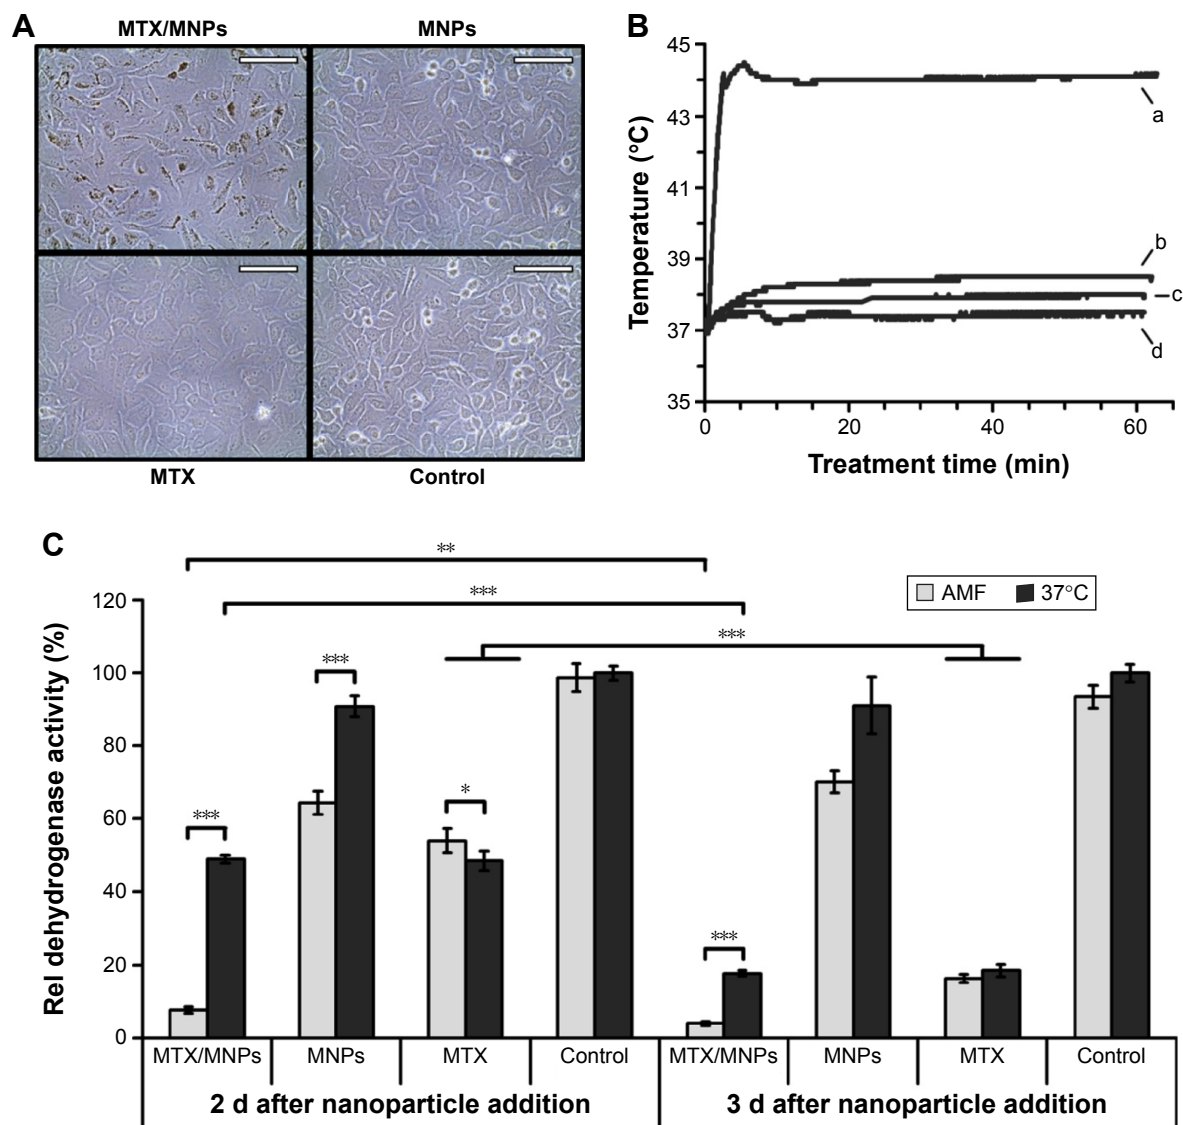 A
MTX/MNPs
MNPs
MTX
Control
B
Temperature (°C)
45
43
41
39
37
35
0
20
40
60
Treatment time (min)
a
b
c
d
C
**
***
***
AMF
37°C
Rel dehydrogenase activity (%)
120
100
80
60
40
20
0
***
***
*
***
MTX/MNPs
MNPs
MTX
Control
MTX/MNPs
MNPs
MTX
Control
2 d after nanoparticle addition
3 d after nanoparticle addition